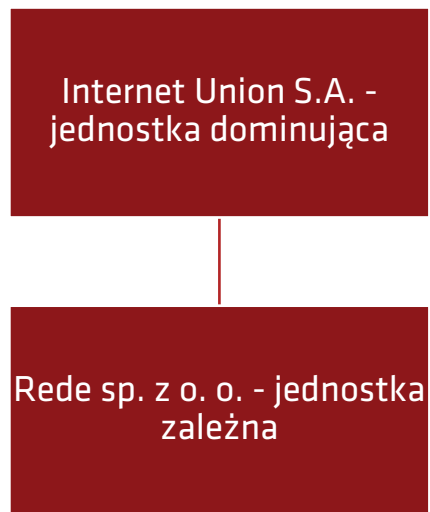 Internet Union S.A. -
jednostka dominująca
Rede sp. z o. o. - jednostka
zależna